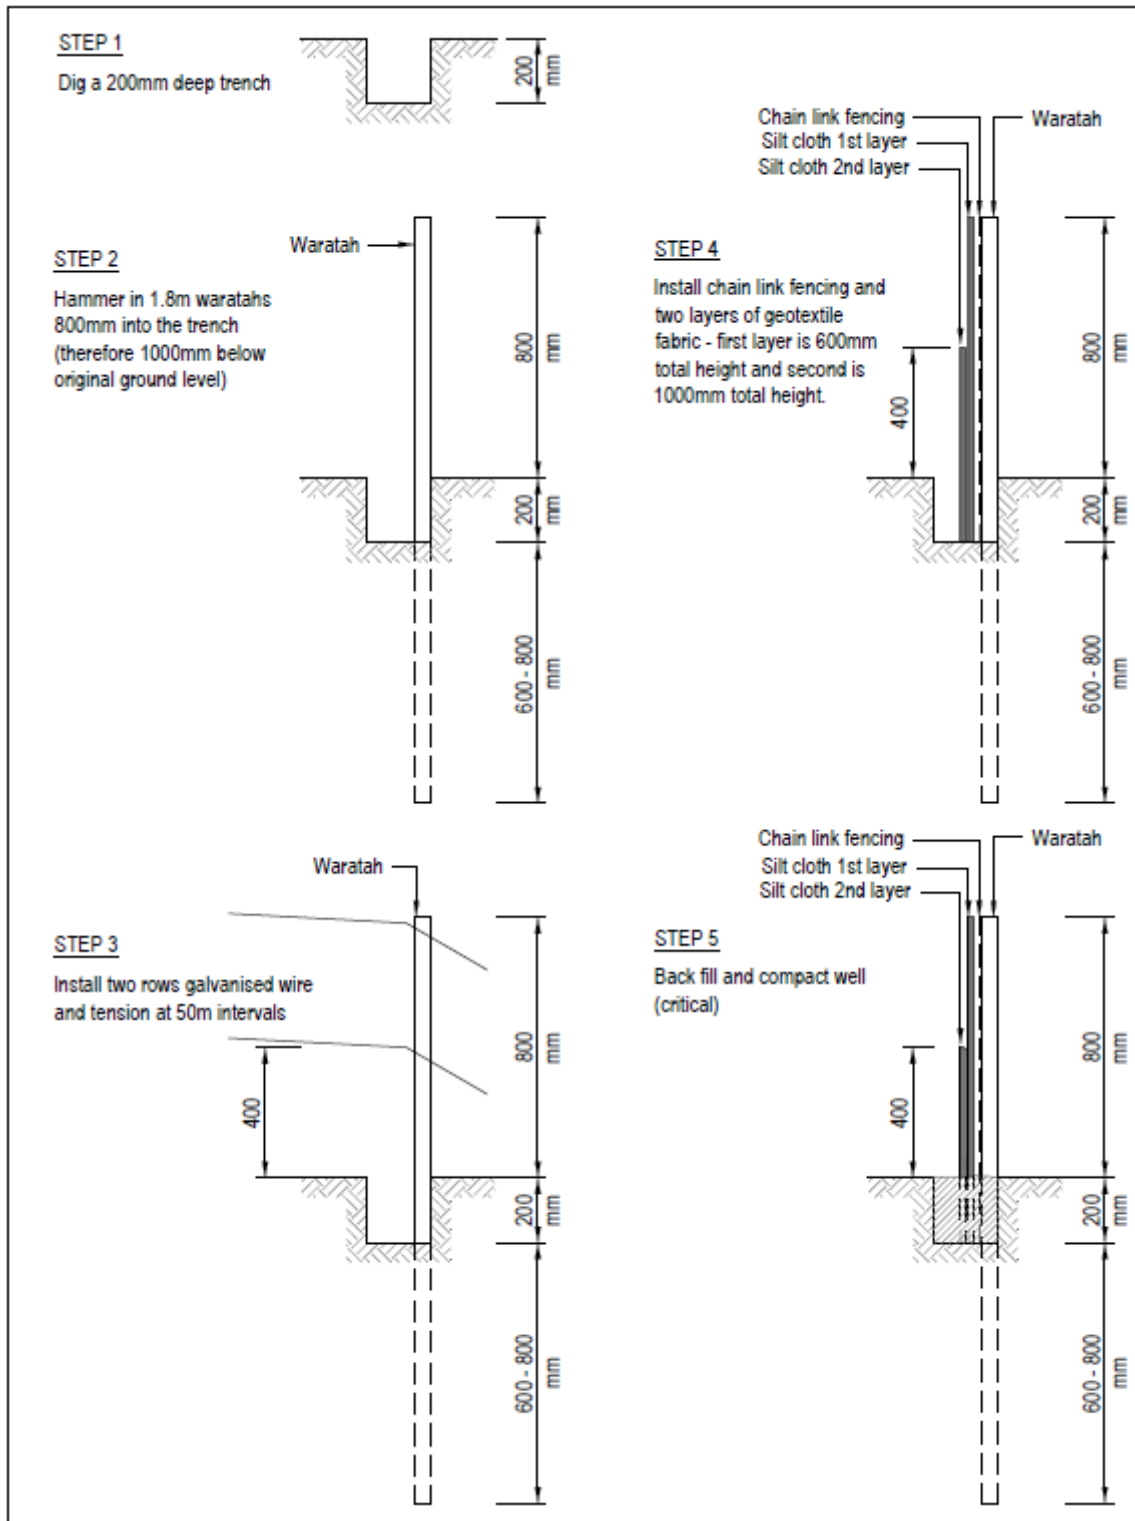 STEP 1
Dig a 200mm deep trench
200
mm
STEP 2
Hammer in 1.8m waratahs
800mm into the trench
(therefore 1000mm below
original ground level)
Waratah
800
mm
200
mm
600 - 800
mm
STEP 3
Install two rows galvanised wire
and tension at 50m intervals
Waratah
400
800
mm
200
mm
600 - 800
mm
Chain link fencing
Silt cloth 1st layer
Silt cloth 2nd layer
Waratah
STEP 4
Install chain link fencing and
two layers of geotextile
fabric - first layer is 600mm
total height and second is
1000mm total height.
400
800
mm
200
mm
600 - 800
mm
Chain link fencing
Silt cloth 1st layer
Silt cloth 2nd layer
Waratah
STEP 5
Back fill and compact well
(critical)
400
800
mm
200
mm
600 - 800
mm